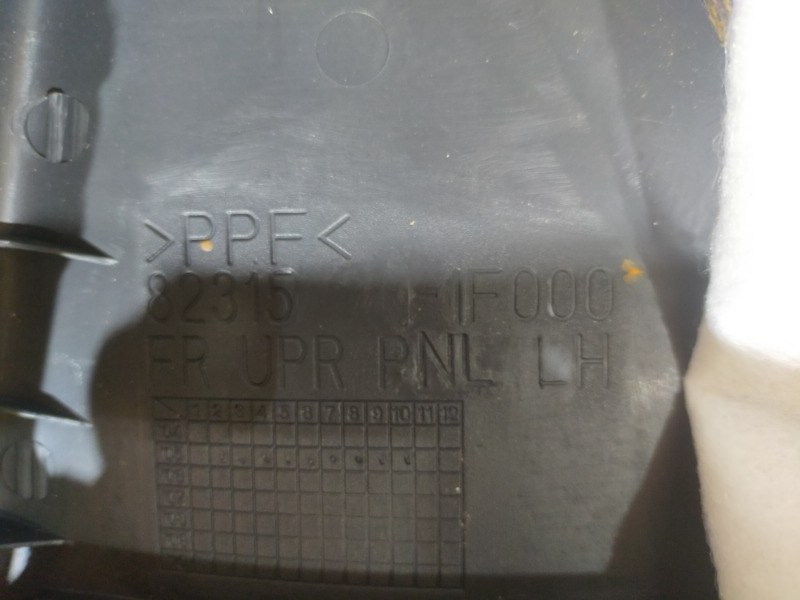 >PPF<
82315 -1F000
FR UPR PNL LH
1 2 3 4 5 6 7 8 9 10 11 12